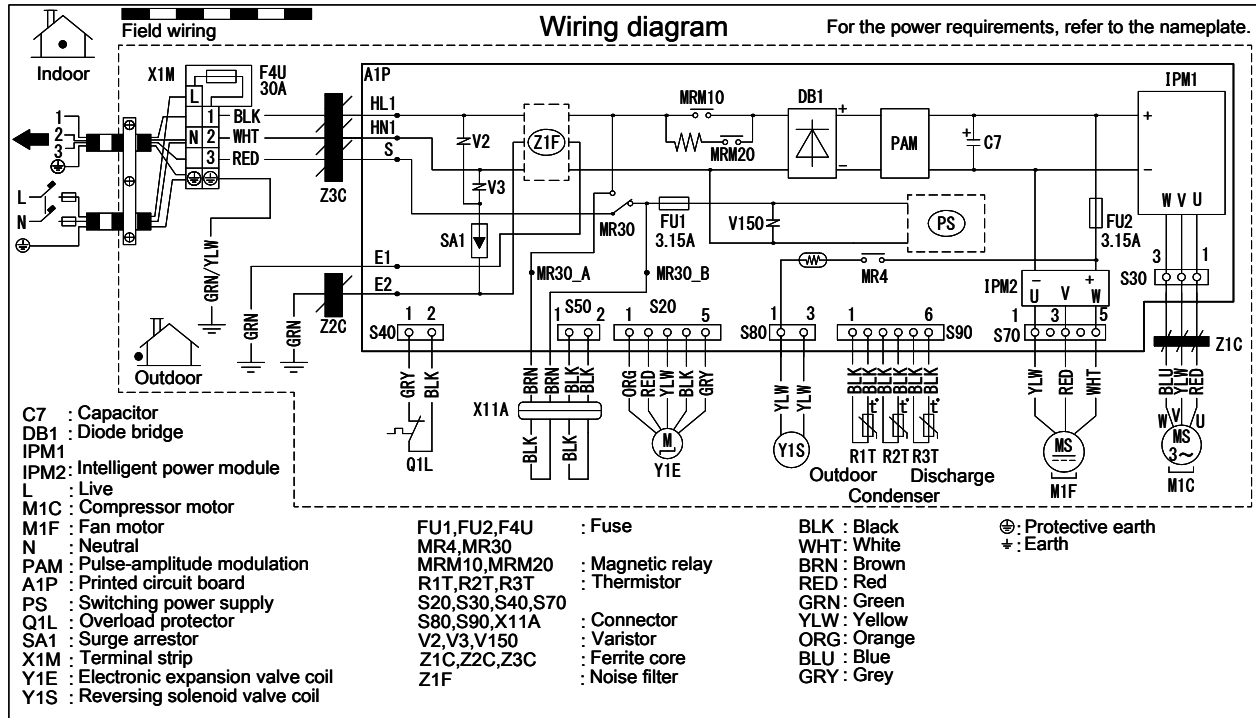 Wiring diagram
For the power requirements, refer to the nameplate.
Field wiring
Indoor
X1M
F4U
30A
A1P
IPM1
L
HL1
MRM10
DB1
+
+
1
1 BLK
HN1
Z1F
V2
MRM20
PAM
+
C7
2
N 2 WHT
S
3
3 RED
−
−
Z3C
V3
W V U
L
MR30
FU1
3.15A
V150
PS
FU2
3.15A
N
SA1
GRN/YLW
E1
MR30_A
MR30_B
MR4
3
1
S30
E2
IPM2
−
+
U
V
W
GRN
GRN
Z2C
1 2
S40
S50
1 2
S20
1 5
1 3
S80
1 6
S90
1 3 5
S70
Z1C
Outdoor
GRY
BLK
BRN
BRN
BLK
BLK
ORG
RED
YLW
BLK
GRY
YLW
YLW
BLK
BLK
BLK
BLK
BLK
BLK
YLW
RED
WHT
BLU
YLW
RED
X11A
t°
t°
t°
W
V
U
Q1L
BLK
BLK
M
Y1E
Y1S
R1T
R2T
R3T
Outdoor
Discharge
Condenser
MS
M1F
MS
3~
M1C
C7 : Capacitor
DB1 : Diode bridge
IPM1
IPM2 : Intelligent power module
L : Live
M1C : Compressor motor
M1F : Fan motor
N : Neutral
PAM : Pulse-amplitude modulation
A1P : Printed circuit board
PS : Switching power supply
Q1L : Overload protector
SA1 : Surge arrestor
X1M : Terminal strip
Y1E : Electronic expansion valve coil
Y1S : Reversing solenoid valve coil
FU1,FU2,F4U : Fuse
MR4,MR30
MRM10,MRM20 : Magnetic relay
R1T,R2T,R3T : Thermistor
S20,S30,S40,S70
S80,S90,X11A : Connector
V2,V3,V150 : Varistor
Z1C,Z2C,Z3C : Ferrite core
Z1F : Noise filter
BLK : Black
WHT : White
BRN : Brown
RED : Red
GRN : Green
YLW : Yellow
ORG : Orange
BLU : Blue
GRY : Grey
: Protective earth
: Earth